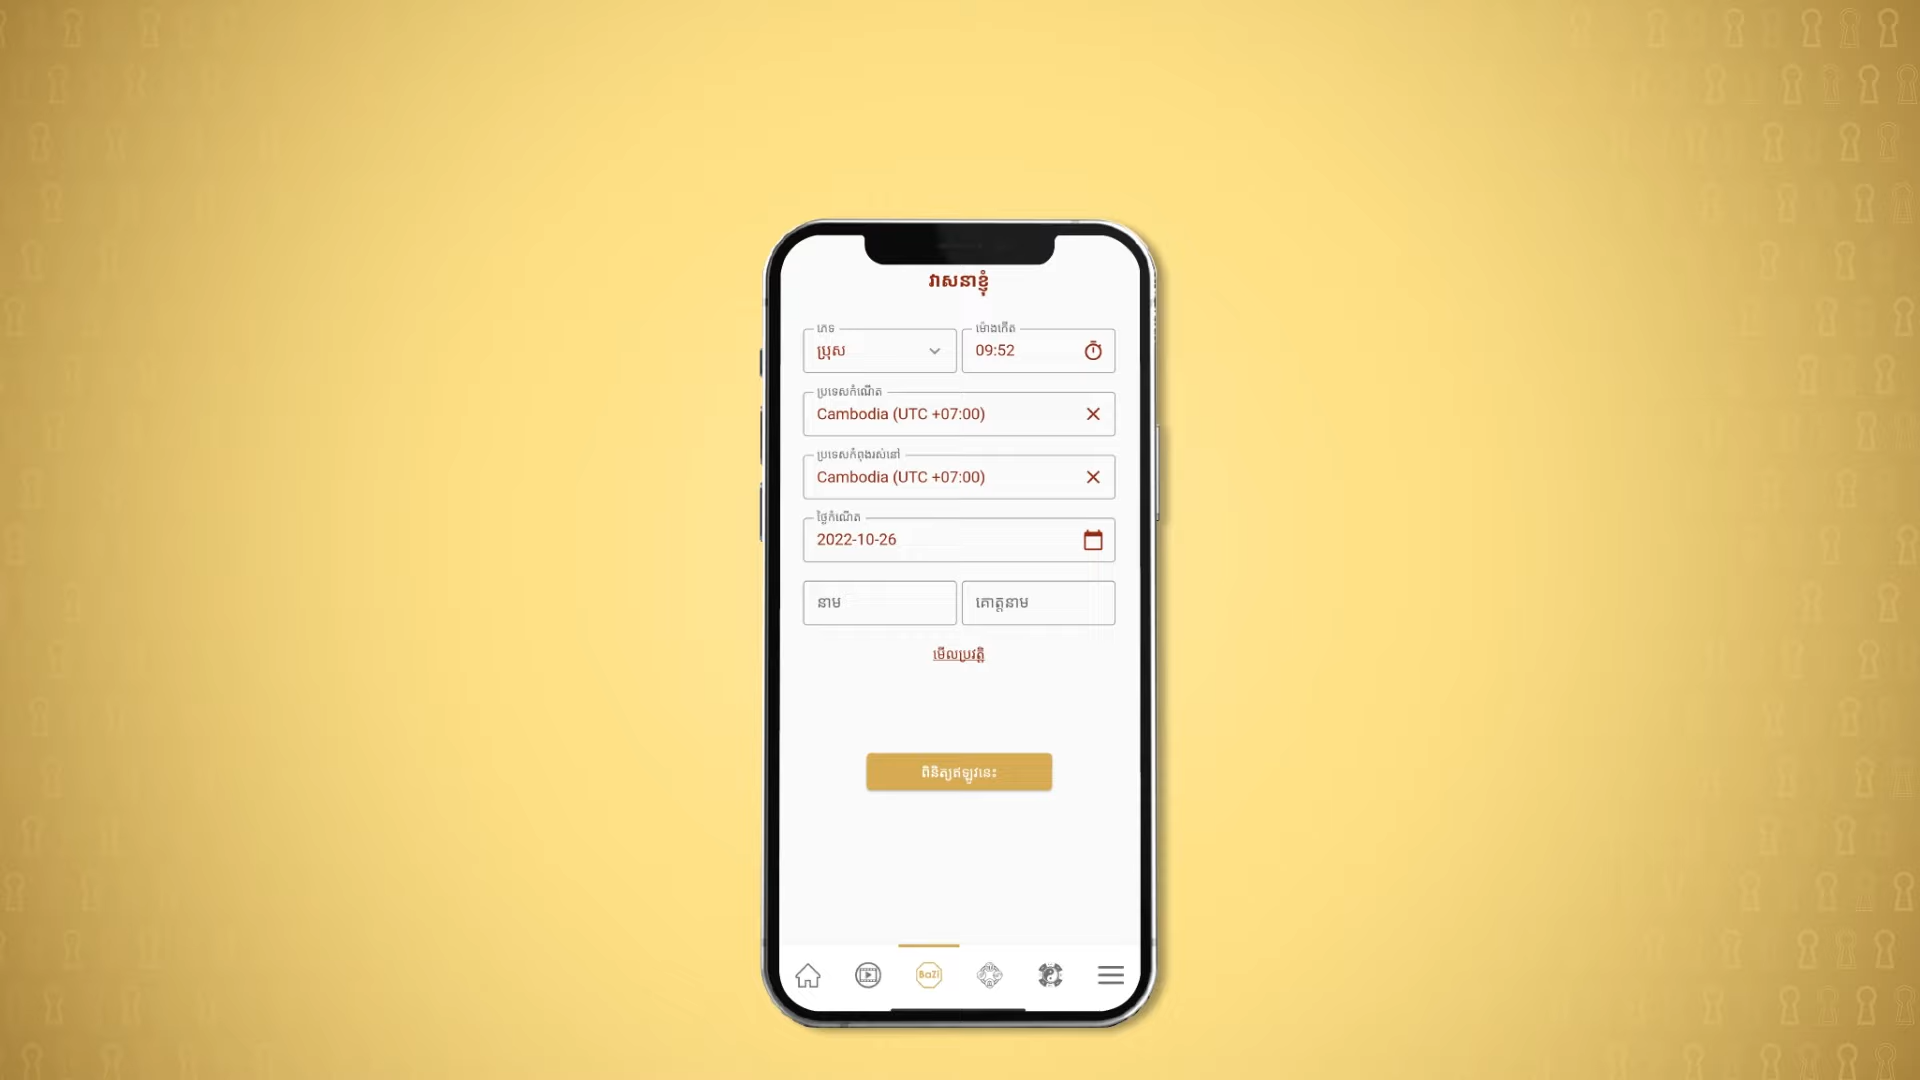 វាសនាខ្ញុំ
ភេទ
ម៉ោងកើត
ប្រុស
09:52
ប្រទេសកំណើត
Cambodia (UTC +07:00)
ប្រទេសកំពុងរស់នៅ
Cambodia (UTC +07:00)
ថ្ងៃកំណើត
2022-10-26
នាម
គោត្តនាម
មើលប្រវត្តិ
ពិនិត្យឥឡូវនេះ
BaZi